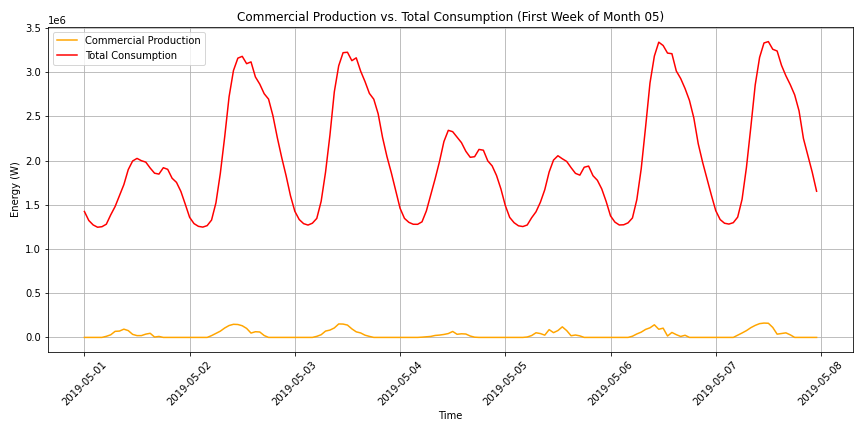 Commercial Production vs. Total Consumption (First Week of Month 05)
1e6
Commercial Production
Total Consumption
3.5
3.0
2.5
2.0
1.5
1.0
0.5
0.0
Energy (W)
2019-05-01
2019-05-02
2019-05-03
2019-05-04
2019-05-05
2019-05-06
2019-05-07
2019-05-08
Time